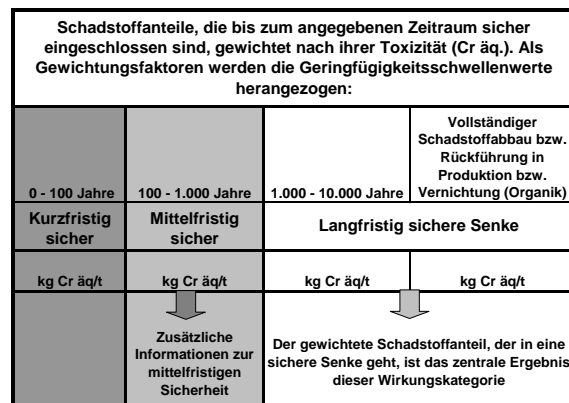 Schadstoffanteile, die bis zum angegebenen Zeitraum sicher
eingeschlossen sind, gewichtet nach ihrer Toxizität (Cr äq.). Als
Gewichtungsfaktoren werden die Geringfügigkeitsschwellenwerte
herangezogen:
0 - 100 Jahre
100 - 1.000 Jahre
1.000 - 10.000 Jahre
Vollständiger
Schadstoffabbau bzw.
Rückführung in
Produktion bzw.
Vernichtung (Organik)
Kurzfristig
sicher
Mittelfristig
sicher
Langfristig sichere Senke
kg Cr äq/t
kg Cr äq/t
kg Cr äq/t
kg Cr äq/t
Zusätzliche
Informationen zur
mittelfristigen
Sicherheit
Der gewichtete Schadstoffanteil, der in eine
sichere Senke geht, ist das zentrale Ergebnis
dieser Wirkungskategorie